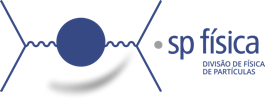 sp física
DIVISÃO DE FÍSICA
DE PARTÍCULAS